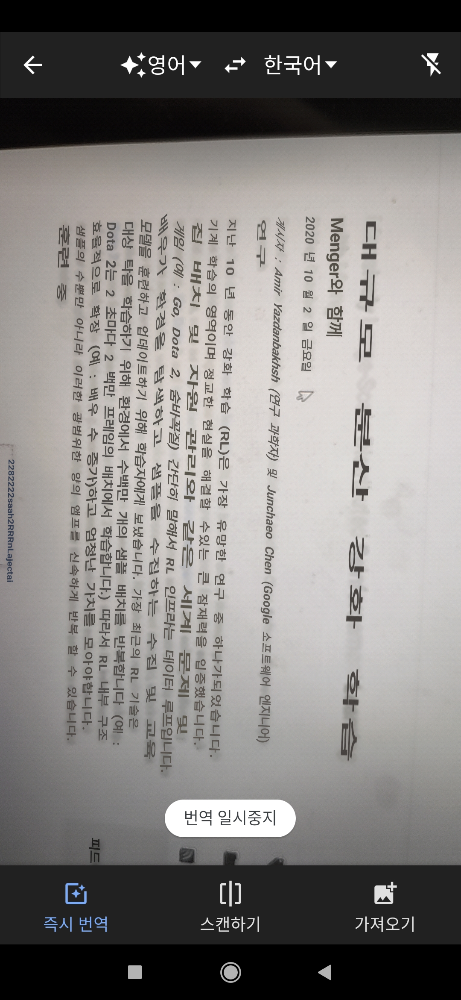 영어
한국어
대규모 분산 강화 학습
Menger와 함께
2020 년 10 월 2 일 금요일
게시자 : Amir Yazdanbakhsh (연구 과학자) 및 Junchaeo Chen (Google 소프트웨어 엔지니어)
연구
지난 10 년 동안 강화 학습 (RL)은 가장 유망한 연구 중 하나가되었습니다.
기계 학습의 영역이며 정교한 현실을 해결할 수있는 큰 잠재력을 입증했습니다.
칩 배치 및 자원 관리와 같은 세계 문제 및
게임 (예 : Go, Dota 2, 숨바꼭질) 간단히 말해서 RL 인프라는 데이터 루프입니다.
배우가 환경을 탐색하고 샘플을 수집하는 수집 및 교육
모델을 훈련하고 업데이트하기 위해 학습자에게 보냈습니다. 가장 최근의 RL 기술은
대상 탁을 학습하기 위해 환경에서 수백만 개의 샘플 배치를 반복합니다 (예 :
Dota 2는 2 초마다 2 백만 프레임의 배치에서 학습합니다.) 따라서 RL 내부 구조
효율적으로 확장 (예 : 배우 수 증가)하고 엄청난 가치를 모아야합니다.
샘플의 수뿐만 아니라 이러한 광범위한 양의 앰프를 신속하게 반복 할 수 있습니다.
훈련 중
2282222saah2RRRnLajectai
피드
번역 일시중지
즉시 번역
스캔하기
가져오기